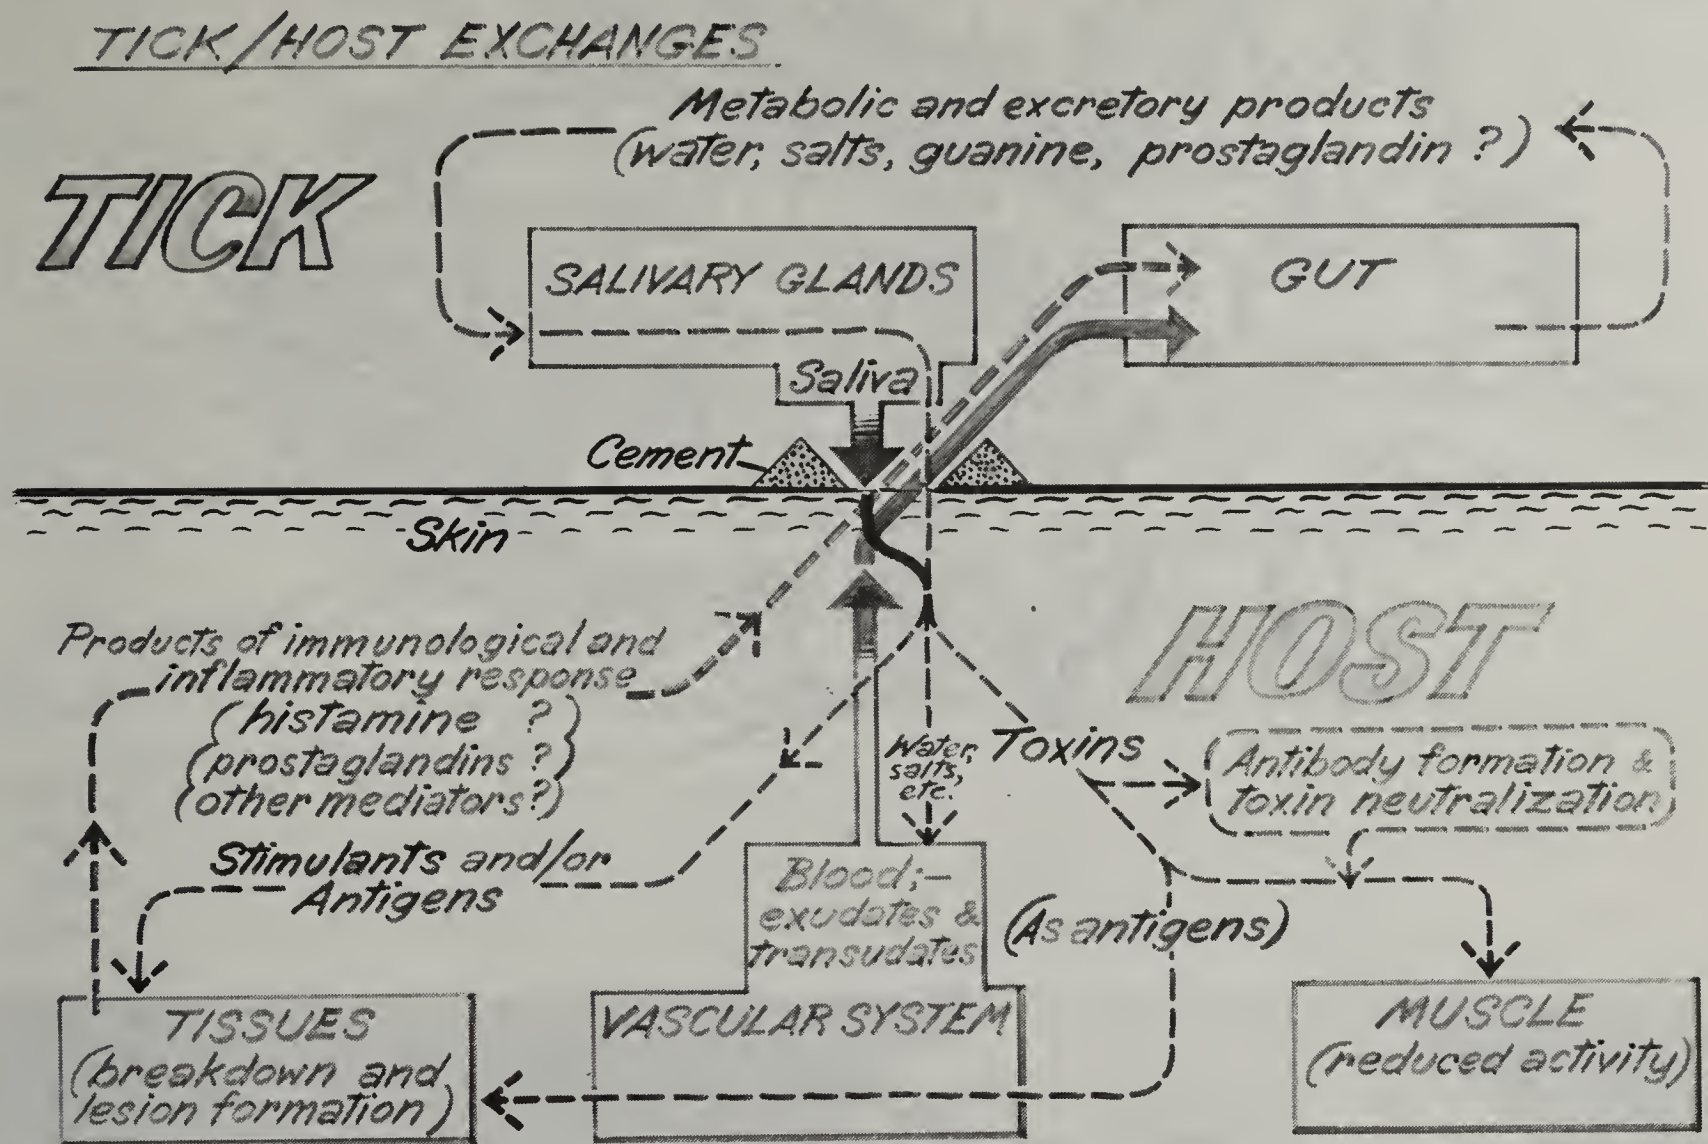 TICK/HOST EXCHANGES
Metabolic and excretory products
(water, salts, guanine, prostaglandin ?)
TICK
SALIVARY GLANDS
GUT
Saliva
Cement
Skin
HOST
Products of immunological and
inflammatory response
(histamine ?)
(prostaglandins ?)
(other mediators?)
Water,
salts,
etc.
Toxins
Antibody formation &
toxin neutralization
Stimulants and/or
Antigens
Blood;-
exudates &
transudates
(As antigens)
TISSUES
(breakdown and
lesion formation)
VASCULAR SYSTEM
MUSCLE
(reduced activity)